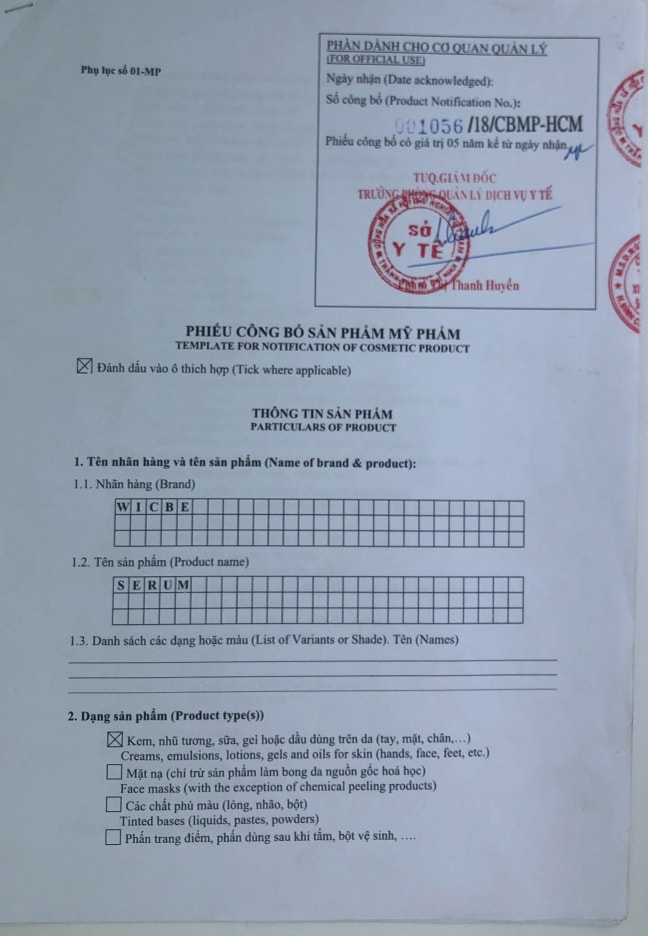 Phụ lục số 01-MP
PHẦN DÀNH CHO CƠ QUAN QUẢN LÝ
(FOR OFFICIAL USE)
Ngày nhận (Date acknowledged):
Số công bố (Product Notification No.):
001056 /18/CBMP-HCM
Phiếu công bố có giá trị 05 năm kể từ ngày nhận
TUQ.GIÁM ĐỐC
TRƯỞNG PHÒNG QUẢN LÝ DỊCH VỤ Y TẾ
SỞ
Y TẾ
Thanh Huyền
PHIẾU CÔNG BỐ SẢN PHẨM MỸ PHẨM
TEMPLATE FOR NOTIFICATION OF COSMETIC PRODUCT
Đánh dấu vào ô thích hợp (Tick where applicable)
THÔNG TIN SẢN PHẨM
PARTICULARS OF PRODUCT
1. Tên nhãn hàng và tên sản phẩm (Name of brand & product):
1.1. Nhãn hàng (Brand)
WICBE
1.2. Tên sản phẩm (Product name)
SERUM
1.3. Danh sách các dạng hoặc màu (List of Variants or Shade). Tên (Names)
2. Dạng sản phẩm (Product type(s))
Kem, nhũ tương, sữa, gel hoặc dầu dùng trên da (tay, mặt, chân,…)
Creams, emulsions, lotions, gels and oils for skin (hands, face, feet, etc.)
Mặt nạ (chỉ trừ sản phẩm làm bong da nguồn gốc hoá học)
Face masks (with the exception of chemical peeling products)
Các chất phủ màu (lỏng, nhão, bột)
Tinted bases (liquids, pastes, powders)
Phấn trang điểm, phấn dùng sau khi tắm, bột vệ sinh, ….